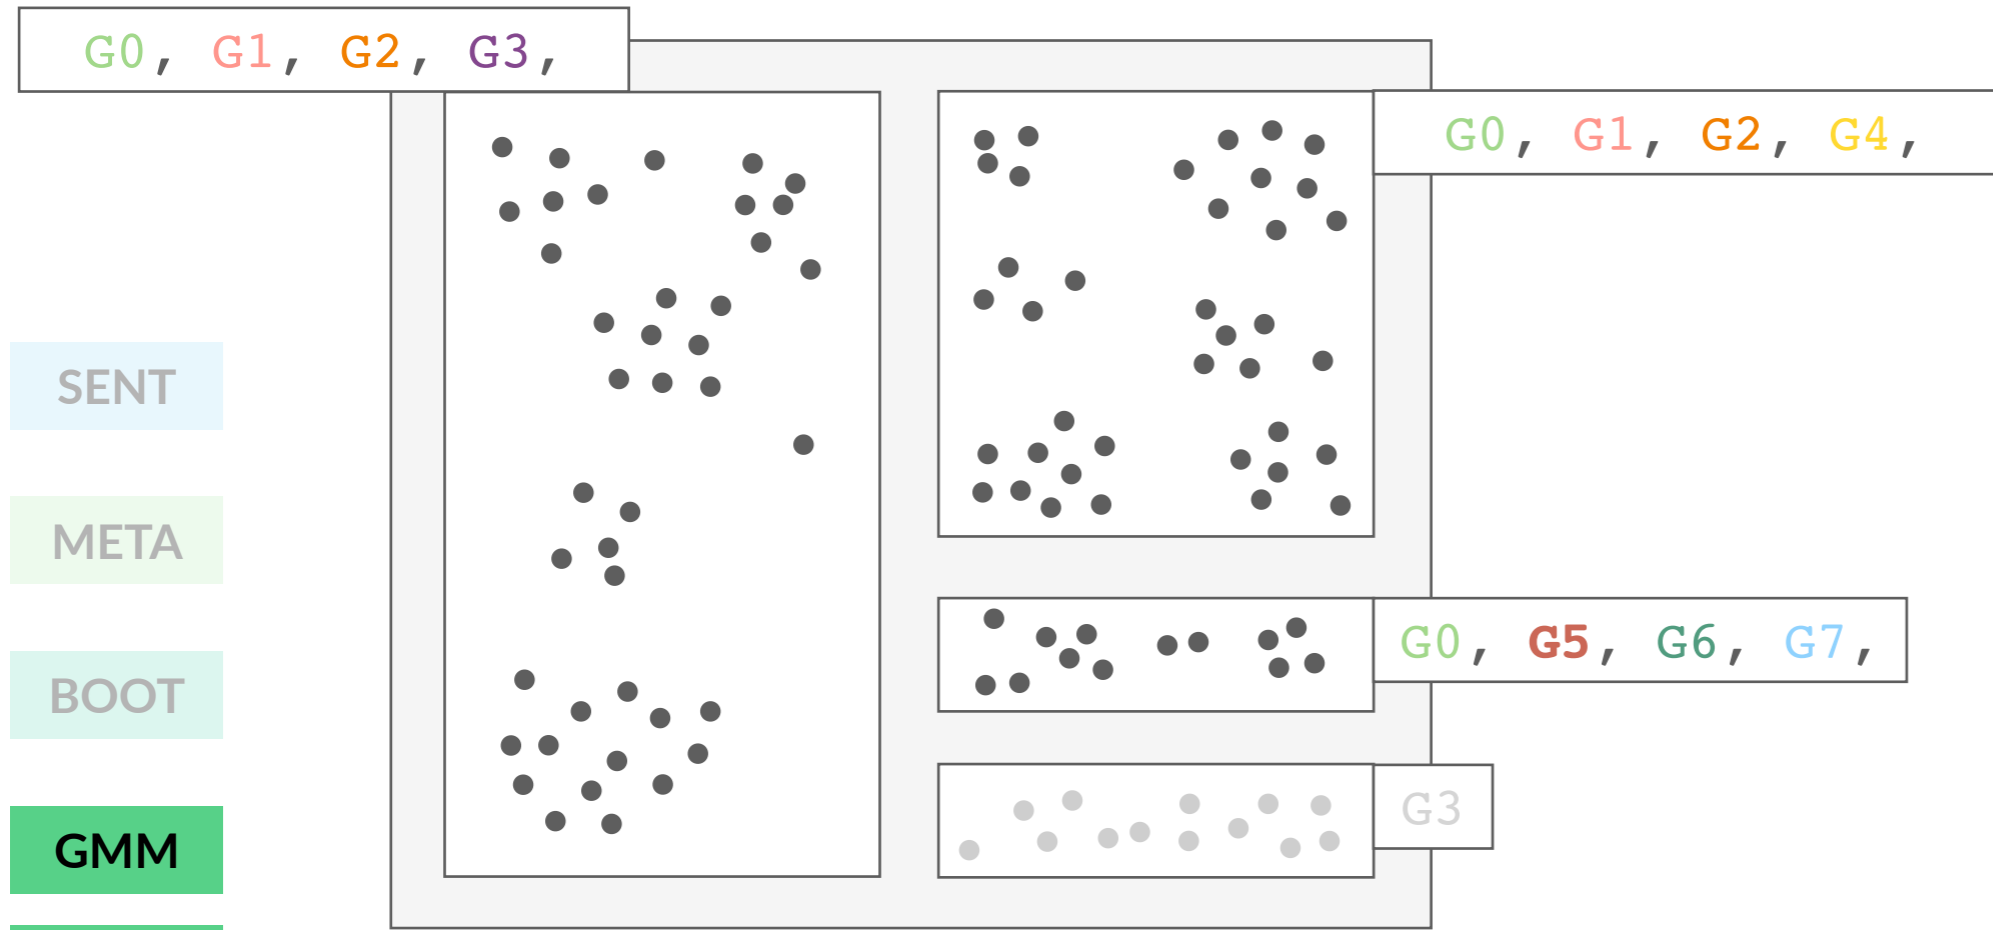 G0, G1, G2, G3,
G0, G1, G2, G4,
SENT
META
BOOT
G0, G5, G6, G7,
GMM
G3